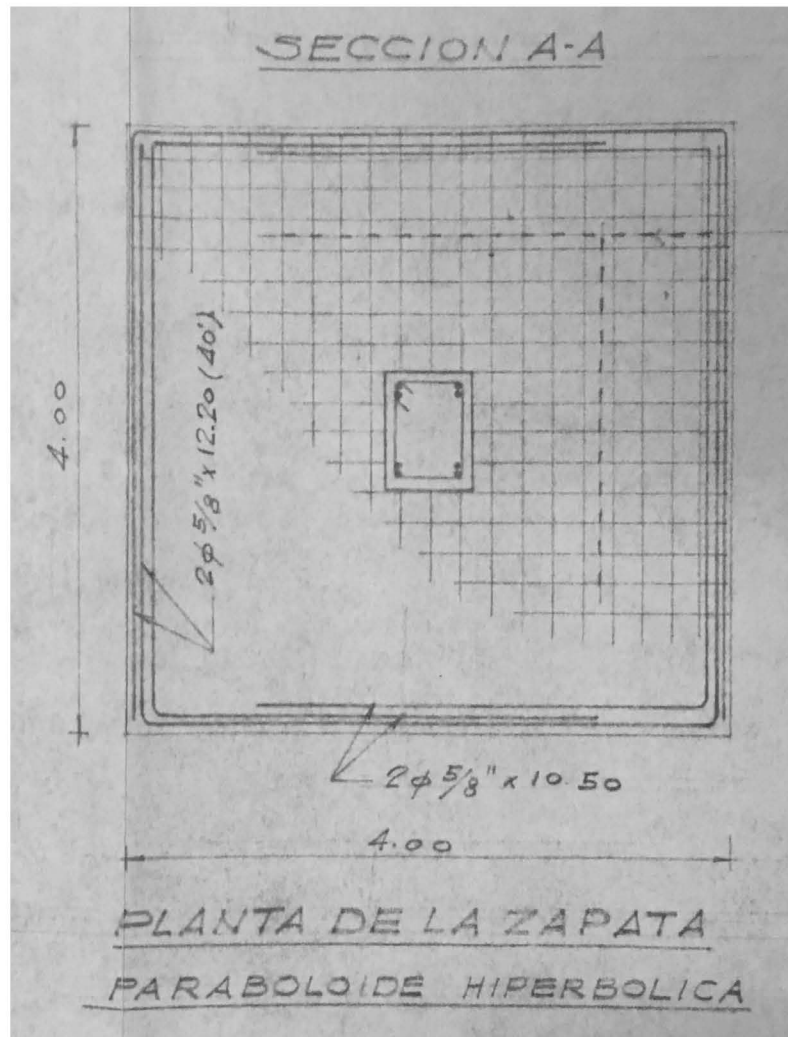 SECCION A-A
4.00
2φ 5/8" x 12.20 (40')
2φ 5/8" x 10.50
4.00
PLANTA DE LA ZAPATA
PARABOLOIDE HIPERBOLICA